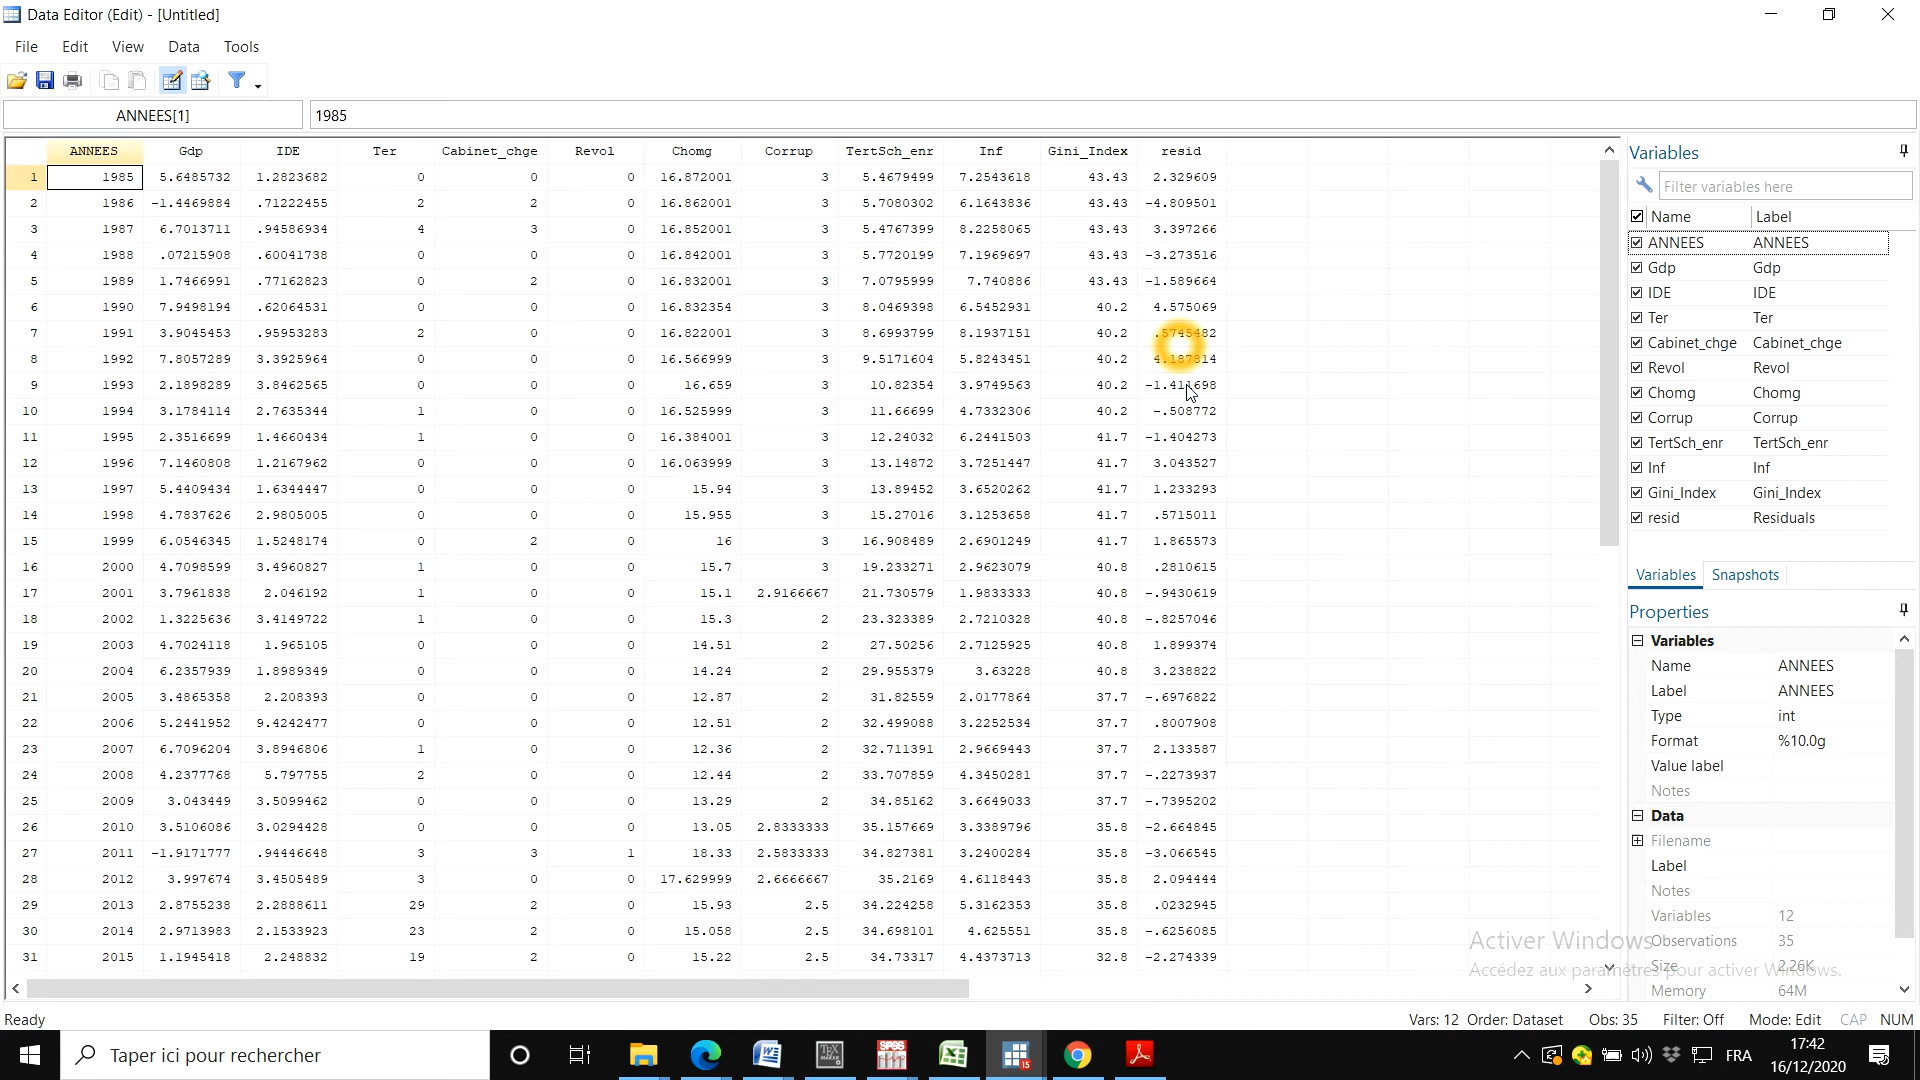 Data Editor (Edit) - [Untitled]
File Edit View Data Tools
ANNEES[1] 1985
ANNEES Gdp IDE Ter Cabinet_chge Revol Chomg Corrup TertSch_enr Inf Gini_Index resid
1 1985 5.6485732 1.2823682 0 0 0 16.872001 3 5.4679499 7.2543618 43.43 2.329609
2 1986 -1.4469884 .71222455 2 2 0 16.862001 3 5.7080302 6.1643836 43.43 -4.809501
3 1987 6.7013711 .94586934 4 3 0 16.852001 3 5.4767399 8.2258065 43.43 3.397266
4 1988 .07215908 .60041738 0 0 0 16.842001 3 5.7720199 7.1969697 43.43 -3.273516
5 1989 1.7466991 .77162823 0 2 0 16.832001 3 7.0795999 7.740886 43.43 -1.589664
6 1990 7.9498194 .62064531 0 0 0 16.832354 3 8.0469398 6.5452931 40.2 4.575069
7 1991 3.9045453 .95953283 2 0 0 16.822001 3 8.6993799 8.1937151 40.2 .5745482
8 1992 7.8057289 3.3925964 0 0 0 16.566999 3 9.5171604 5.8243451 40.2 4.187814
9 1993 2.1898289 3.8462565 0 0 0 16.659 3 10.82354 3.9749563 40.2 -1.411698
10 1994 3.1784114 2.7635344 1 0 0 16.525999 3 11.66699 4.7332306 40.2 -.508772
11 1995 2.3516699 1.4660434 1 0 0 16.384001 3 12.24032 6.2441503 41.7 -1.404273
12 1996 7.1460808 1.2167962 0 0 0 16.063999 3 13.14872 3.7251447 41.7 3.043527
13 1997 5.4409434 1.6344447 0 0 0 15.94 3 13.89452 3.6520262 41.7 1.233293
14 1998 4.7837626 2.9805005 0 0 0 15.955 3 15.27016 3.1253658 41.7 .5715011
15 1999 6.0546345 1.5248174 0 2 0 16 3 16.908489 2.6901249 41.7 1.865573
16 2000 4.7098599 3.4960827 1 0 0 15.7 3 19.233271 2.9623079 40.8 .2810615
17 2001 3.7961838 2.046192 1 0 0 15.1 2.9166667 21.730579 1.9833333 40.8 -.9430619
18 2002 1.3225636 3.4149722 1 0 0 15.3 2 23.323389 2.7210328 40.8 -.8257046
19 2003 4.7024118 1.965105 0 0 0 14.51 2 27.50256 2.7125925 40.8 1.899374
20 2004 6.2357939 1.8989349 0 0 0 14.24 2 29.955379 3.63228 40.8 3.238822
21 2005 3.4865358 2.208393 0 0 0 12.87 2 31.82559 2.0177864 37.7 -.6976822
22 2006 5.2441952 9.4242477 0 0 0 12.51 2 32.499088 3.2252534 37.7 .8007908
23 2007 6.7096204 3.8946806 1 0 0 12.36 2 32.711391 2.9669443 37.7 2.133587
24 2008 4.2377768 5.797755 2 0 0 12.44 2 33.707859 4.3450281 37.7 -.2273937
25 2009 3.043449 3.5099462 0 0 0 13.29 2 34.85162 3.6649033 37.7 -.7395202
26 2010 3.5106086 3.0294428 0 0 0 13.05 2.8333333 35.157669 3.3389796 35.8 -2.664845
27 2011 -1.9171777 .94446648 3 3 1 18.33 2.5833333 34.827381 3.2400284 35.8 -3.066545
28 2012 3.997674 3.4505489 3 0 0 17.629999 2.6666667 35.2169 4.6118443 35.8 2.094444
29 2013 2.8755238 2.2888611 29 2 0 15.93 2.5 34.224258 5.3162353 35.8 .0232945
30 2014 2.9713983 2.1533923 23 2 0 15.058 2.5 34.698101 4.625551 35.8 -.6256085
31 2015 1.1945418 2.248832 19 2 0 15.22 2.5 34.73317 4.4373713 32.8 -2.274339
Variables
Filter variables here
Name Label
ANNEES ANNEES
Gdp Gdp
IDE IDE
Ter Ter
Cabinet_chge Cabinet_chge
Revol Revol
Chomg Chomg
Corrup Corrup
TertSch_enr TertSch_enr
Inf Inf
Gini_Index Gini_Index
resid Residuals
Variables Snapshots
Properties
Variables
Name ANNEES
Label ANNEES
Type int
Format %10.0g
Value label
Notes
Data
Filename
Label
Notes
Variables 12
Observations 35
Size 2.26K
Memory 64M
Activer Windows
Accédez aux paramètres pour activer Windows.
Ready Vars: 12 Order: Dataset Obs: 35 Filter: Off Mode: Edit CAP NUM
Taper ici pour rechercher
TEX
SPSS
15
FRA
17:42
16/12/2020